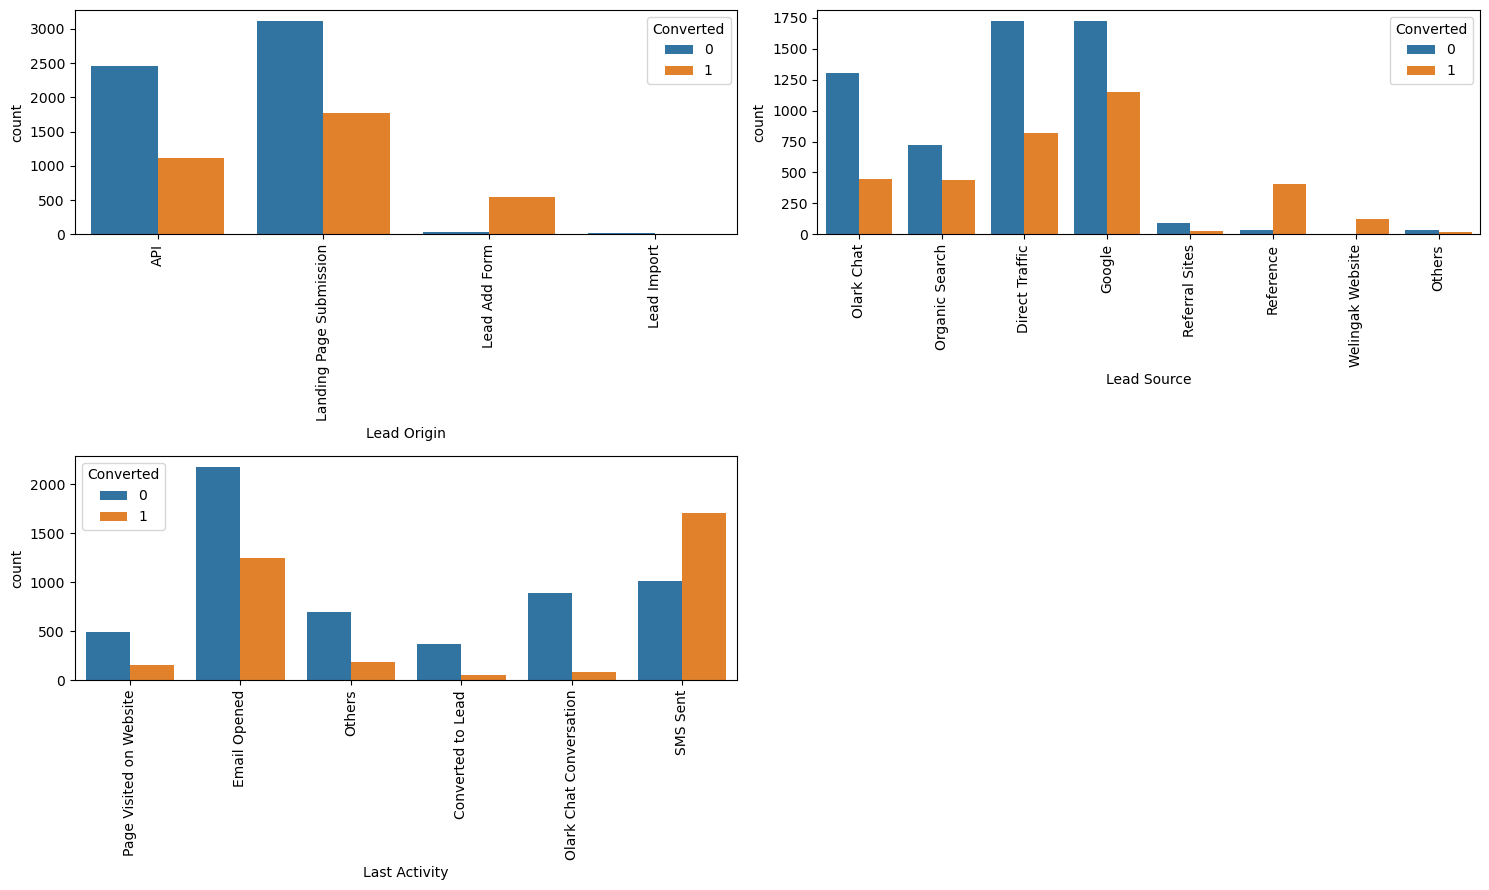 3000
2500
2000
1500
1000
500
0
count
Converted
0
1
API
Landing Page Submission
Lead Add Form
Lead Import
Lead Origin
1750
1500
1250
1000
750
500
250
0
count
Converted
0
1
Olark Chat
Organic Search
Direct Traffic
Google
Referral Sites
Reference
Welingak Website
Others
Lead Source
2000
1500
1000
500
0
count
Converted
0
1
Page Visited on Website
Email Opened
Others
Converted to Lead
Olark Chat Conversation
SMS Sent
Last Activity